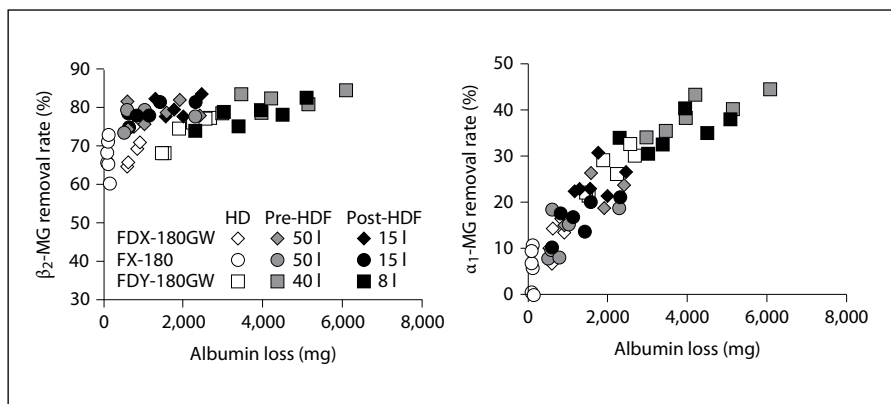 90
80
70
60
50
40
30
β2-MG removal rate (%)
HD Pre-HDF Post-HDF
FDX-180GW 50 l 15 l
FX-180 50 l 15 l
FDY-180GW 40 l 8 l
0 2,000 4,000 6,000 8,000
Albumin loss (mg)
50
40
30
20
10
0
α1-MG removal rate (%)
0 2,000 4,000 6,000 8,000
Albumin loss (mg)